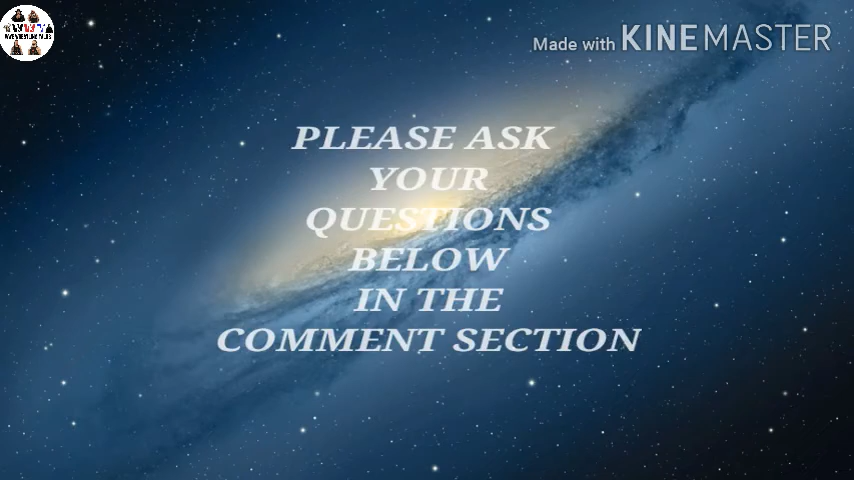 Made with KINEMASTER
PLEASE ASK
YOUR
QUESTIONS
BELOW
IN THE
COMMENT SECTION